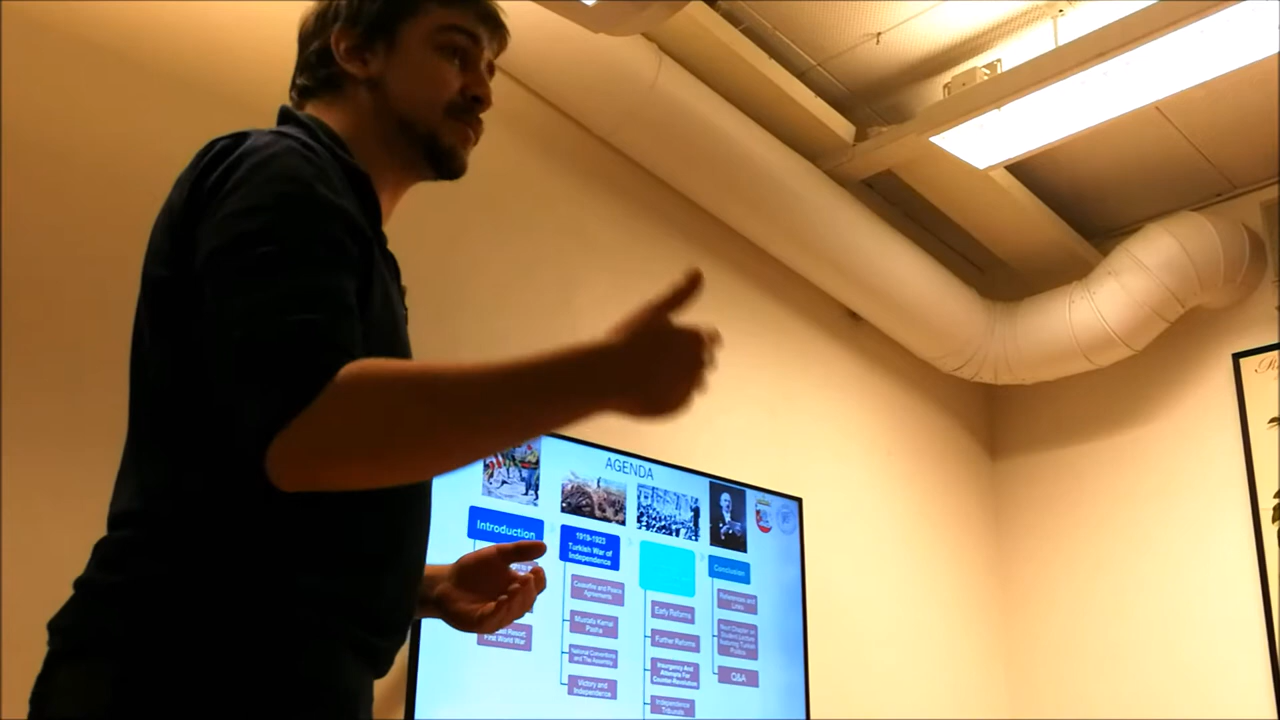 AGENDA
Introduction
First World War
1919-1923
Turkish War of
Independence
Ceasefire and Peace
Agreements
Mustafa Kemal
Pasha
National Conventions
and The Assembly
Victory and
Independence
Early Reforms
Further Reforms
Insurgency And
Attempts For
Counter-Revolution
Independence
Tribunals
Conclusion
References and
Links
Next Chapter on
Student Lecture
featuring Turkish
Politics
Q&A